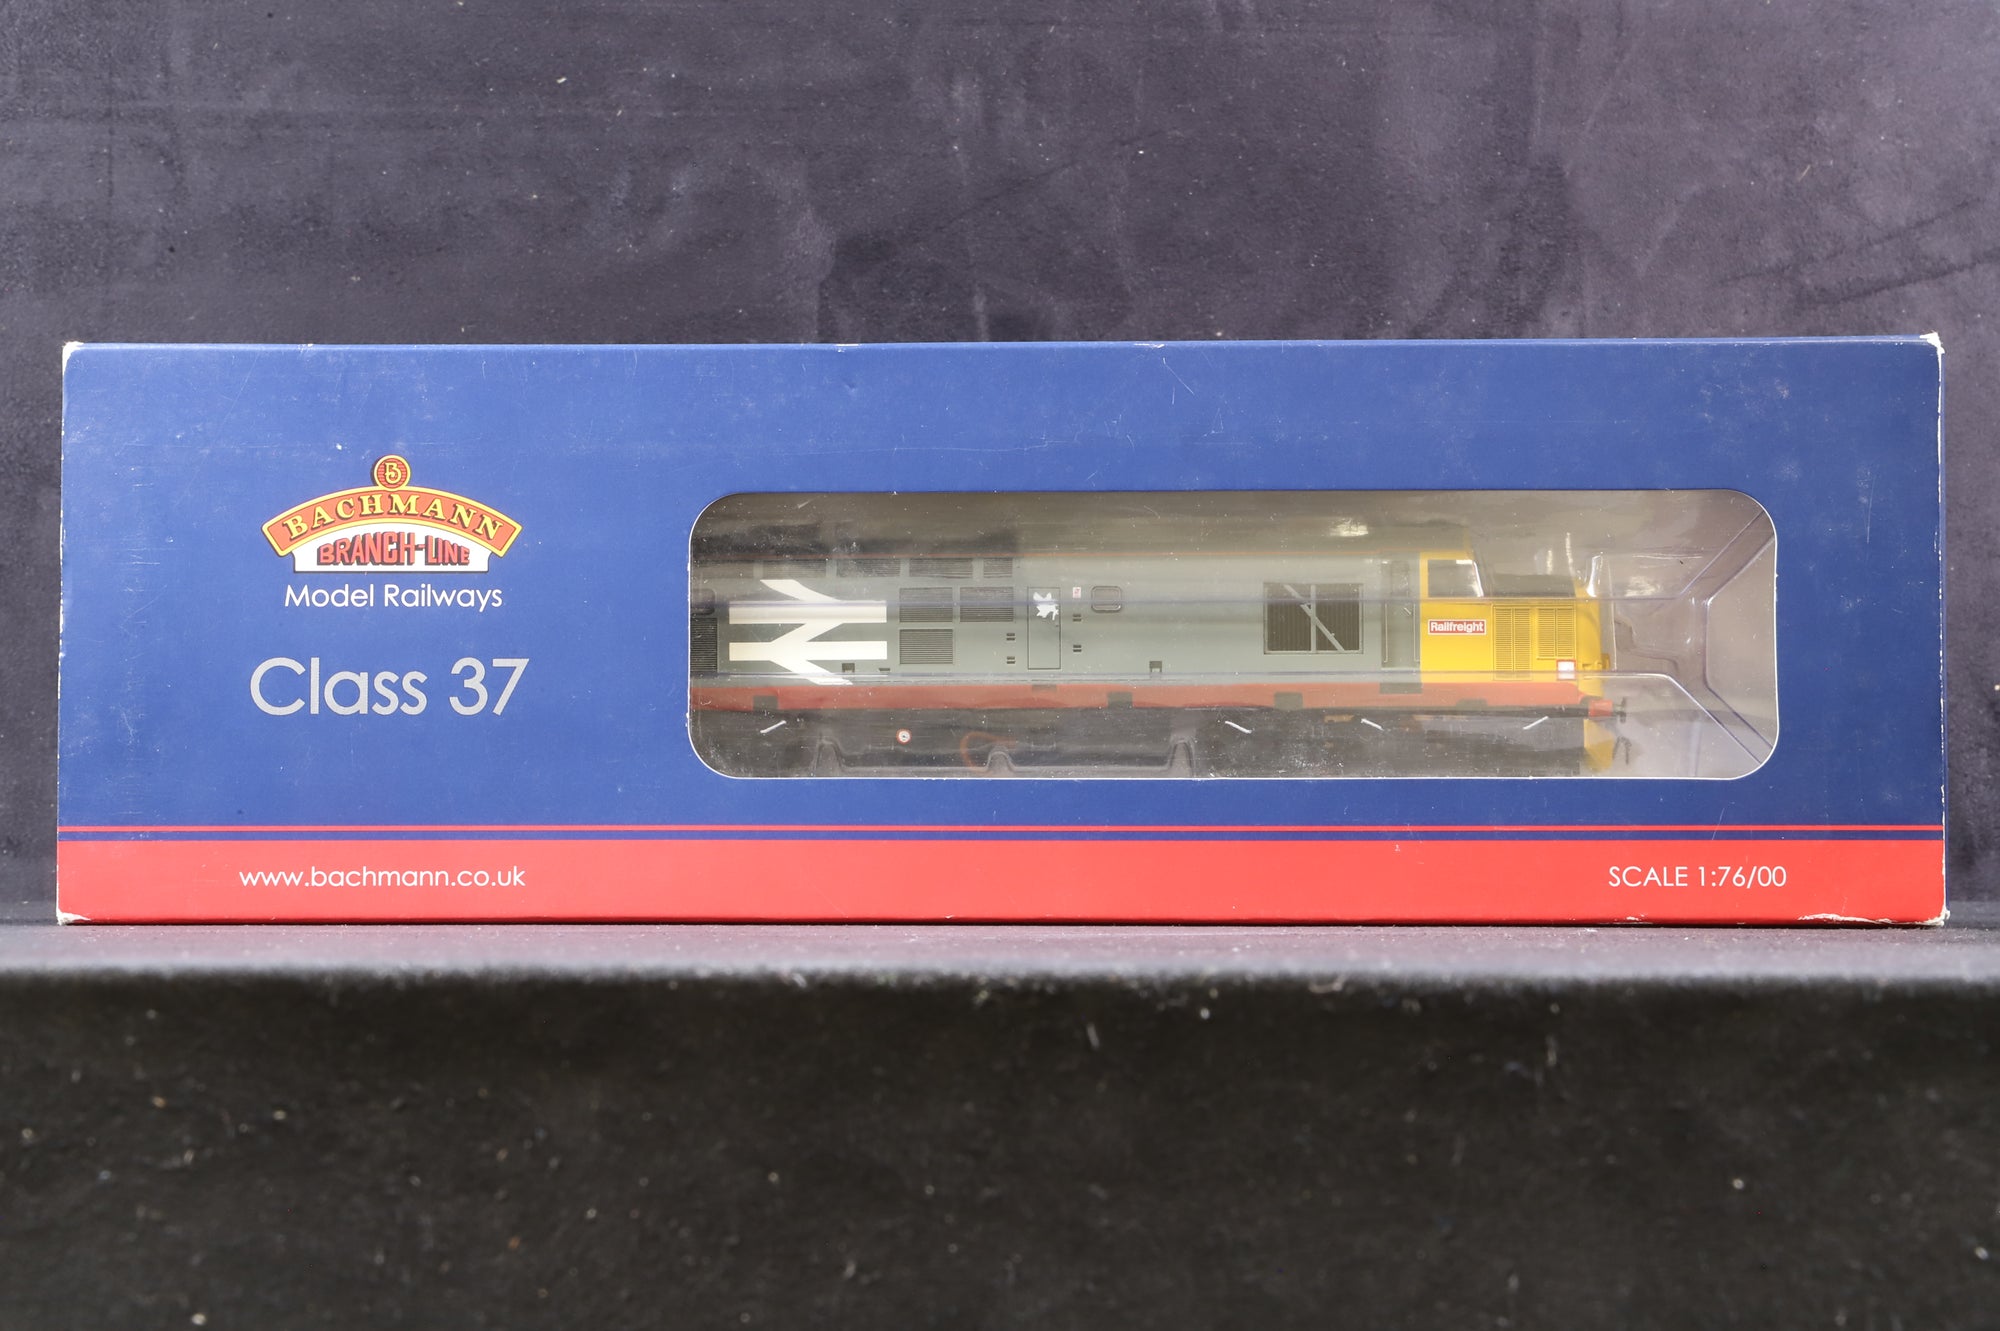 B
BACHMANN
BRANCH-LINE
Model Railways
Class 37
Railfreight
www.bachmann.co.uk
SCALE 1:76/00